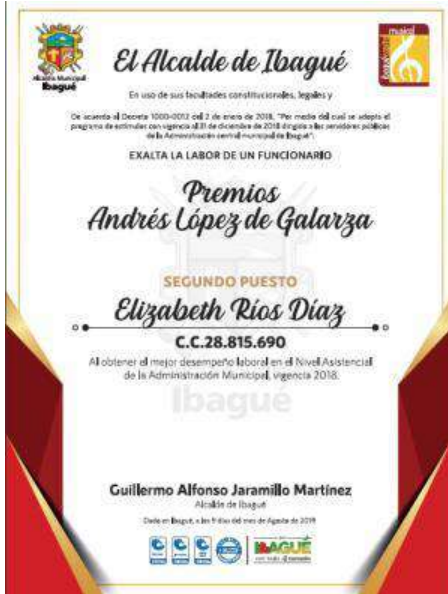 El Alcalde de Ibagué
musical
Alcaldía Municipal
Ibagué
En uso de sus facultades constitucionales, legales y
De acuerdo al Decreto 1000-0012 del 2 de enero de 2018, "Por medio del cual se adopta el
programa de estímulos con vigencia al 31 de diciembre de 2018 dirigido a los servidores públicos
de la Administración central municipal de Ibagué".
EXALTA LA LABOR DE UN FUNCIONARIO
Premios
Andrés López de Galarza
SEGUNDO PUESTO
Elizabeth Ríos Díaz
C.C.28.815.690
Al obtener el mejor desempeño laboral en el Nivel Asistencial
de la Administración Municipal, vigencia 2018.
Ibagué
Guillermo Alfonso Jaramillo Martínez
Alcalde de Ibagué
Dada en Ibagué, a los 9 días del mes de Agosto de 2019
IBAGUÉ